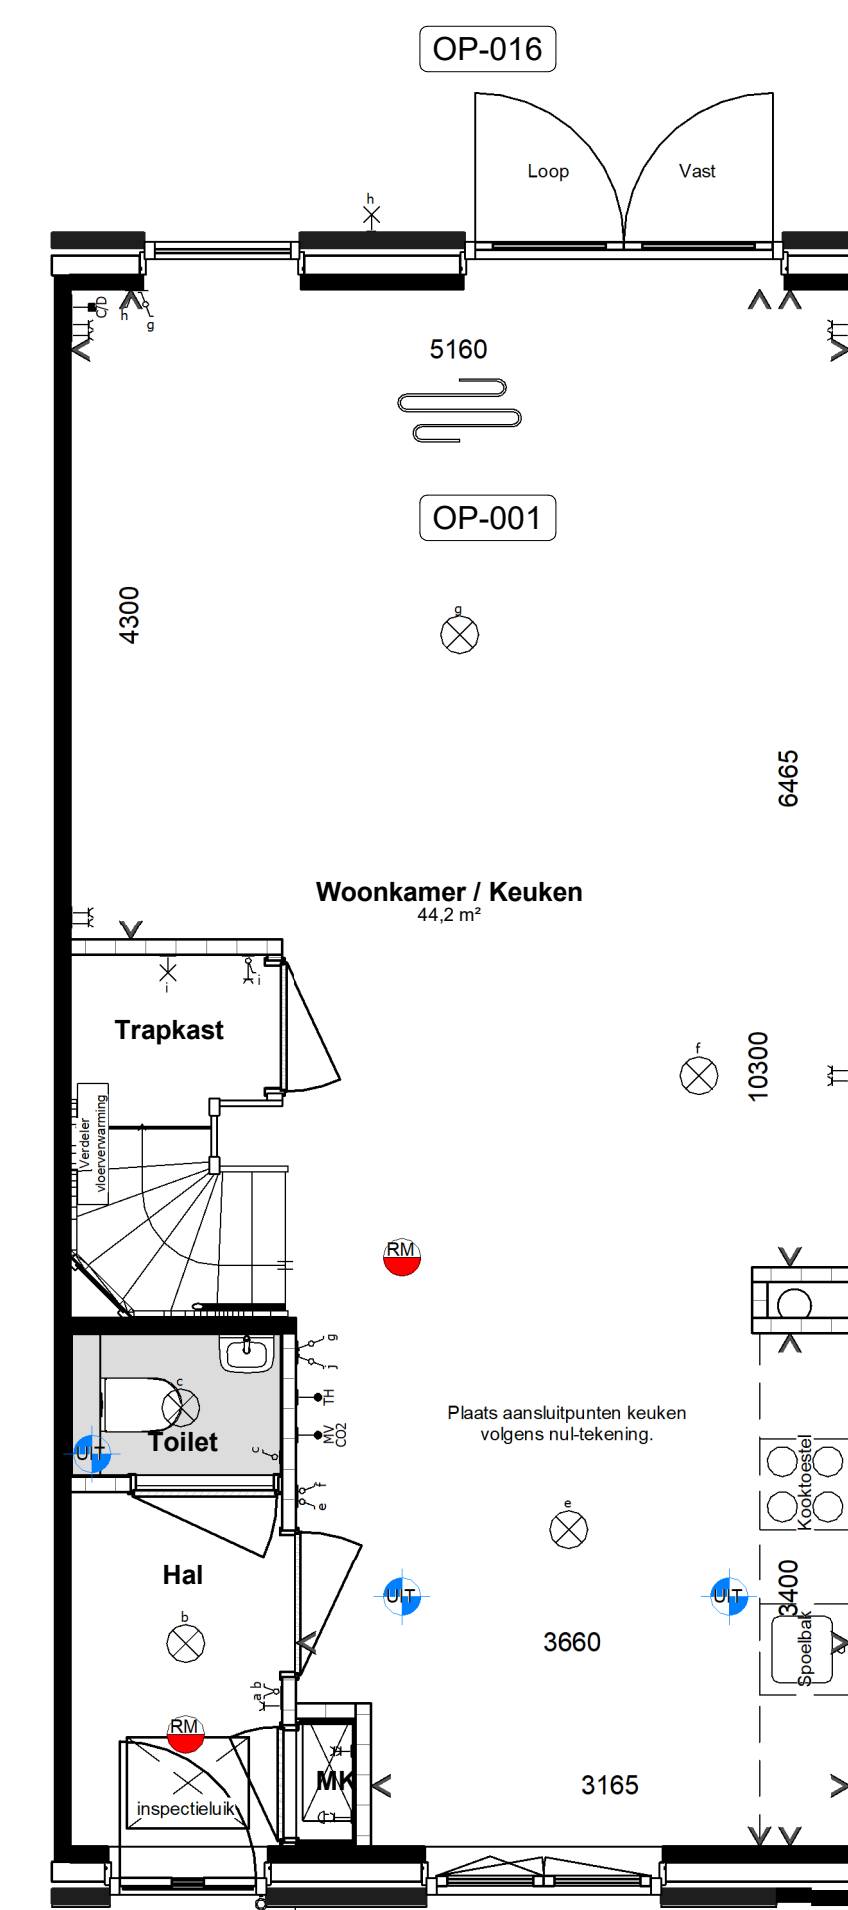 OP-016
Loop
Vast
h
C/D
h
g
5160
OP-001
4300
g
6465
Woonkamer / Keuken
44,2 m²
i
i
Trapkast
f
10300
Verdeler
vloerverwarming
RM
g
j
c
TH
MV
CO2
Plaats aansluitpunten keuken
volgens nul-tekening.
Toilet
UIT
c
Kooktoestel
f
e
e
Hal
UIT
UIT
3400
b
3660
Spoelbak
b
a
RM
MK
3165
inspectieluik